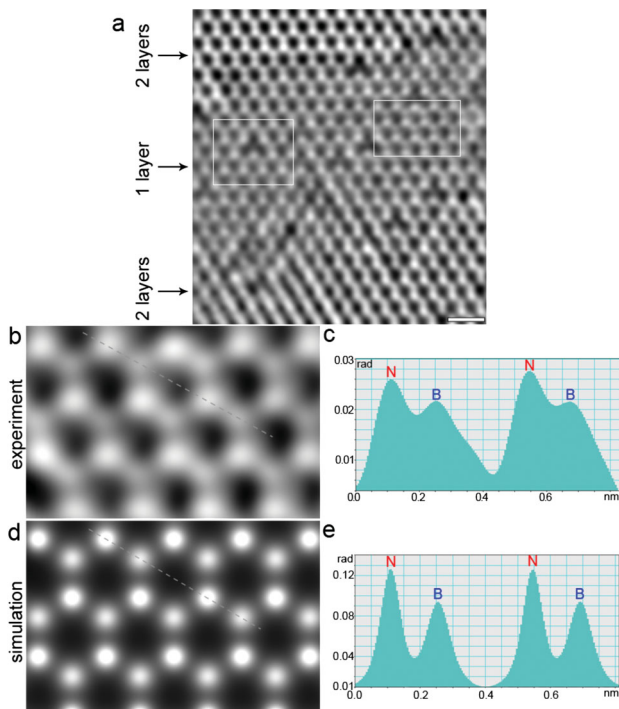 a
2 layers
1 layer
2 layers
b
experiment
c
0.03
rad
0.02
0.01
N
B
N
B
0.0
0.2
0.4
0.6
nm
d
simulation
e
rad
0.12
0.08
0.04
0.01
N
B
N
B
0.0
0.2
0.4
0.6
nm